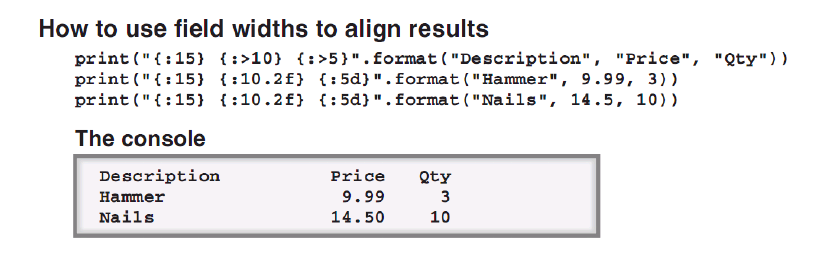 How to use field widths to align results
print("{:15} {:>10} {:>5}".format("Description", "Price", "Qty"))
print("{:15} {:10.2f} {:5d}".format("Hammer", 9.99, 3))
print("{:15} {:10.2f} {:5d}".format("Nails", 14.5, 10))
The console
Description Price Qty
Hammer 9.99 3
Nails 14.50 10